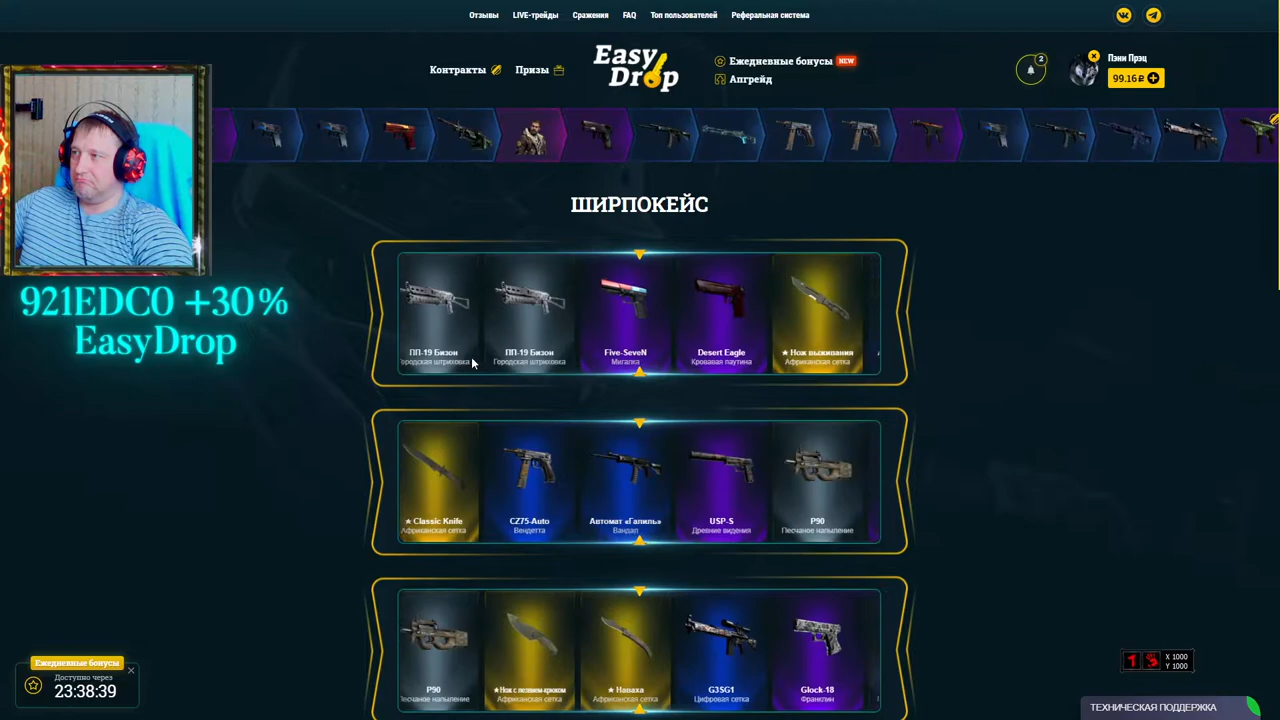 Отзывы LIVE-трейды Сражения FAQ Топ пользователей Реферальная система
Контракты Призы
Easy Drop
Ежедневные бонусы NEW
Апгрейд
2
Пэни Прэц
99.16
ШИРПОКЕЙС
921EDC0 +30%
EasyDrop
ПП-19 Бизон ПП-19 Бизон Five-SeveN Desert Eagle ★ Нож выживания
ородская штриховка Городская штриховка Мигалка Кровавая паутина Африканская сетка
★ Classic Knife CZ75-Auto Автомат «Галиль» USP-S P90
Африканская сетка Вендетта Вандал Древние видения Песчаное напыление
P90 ★ Нож с лезвием-крюком ★ Наваха G3SG1 Glock-18
Песчаное напыление Африканская сетка Африканская сетка Цифровая сетка Франклин
Ежедневные бонусы
Доступно через
23:38:39
X 1000
Y 1000
ТЕХНИЧЕСКАЯ ПОДДЕРЖКА